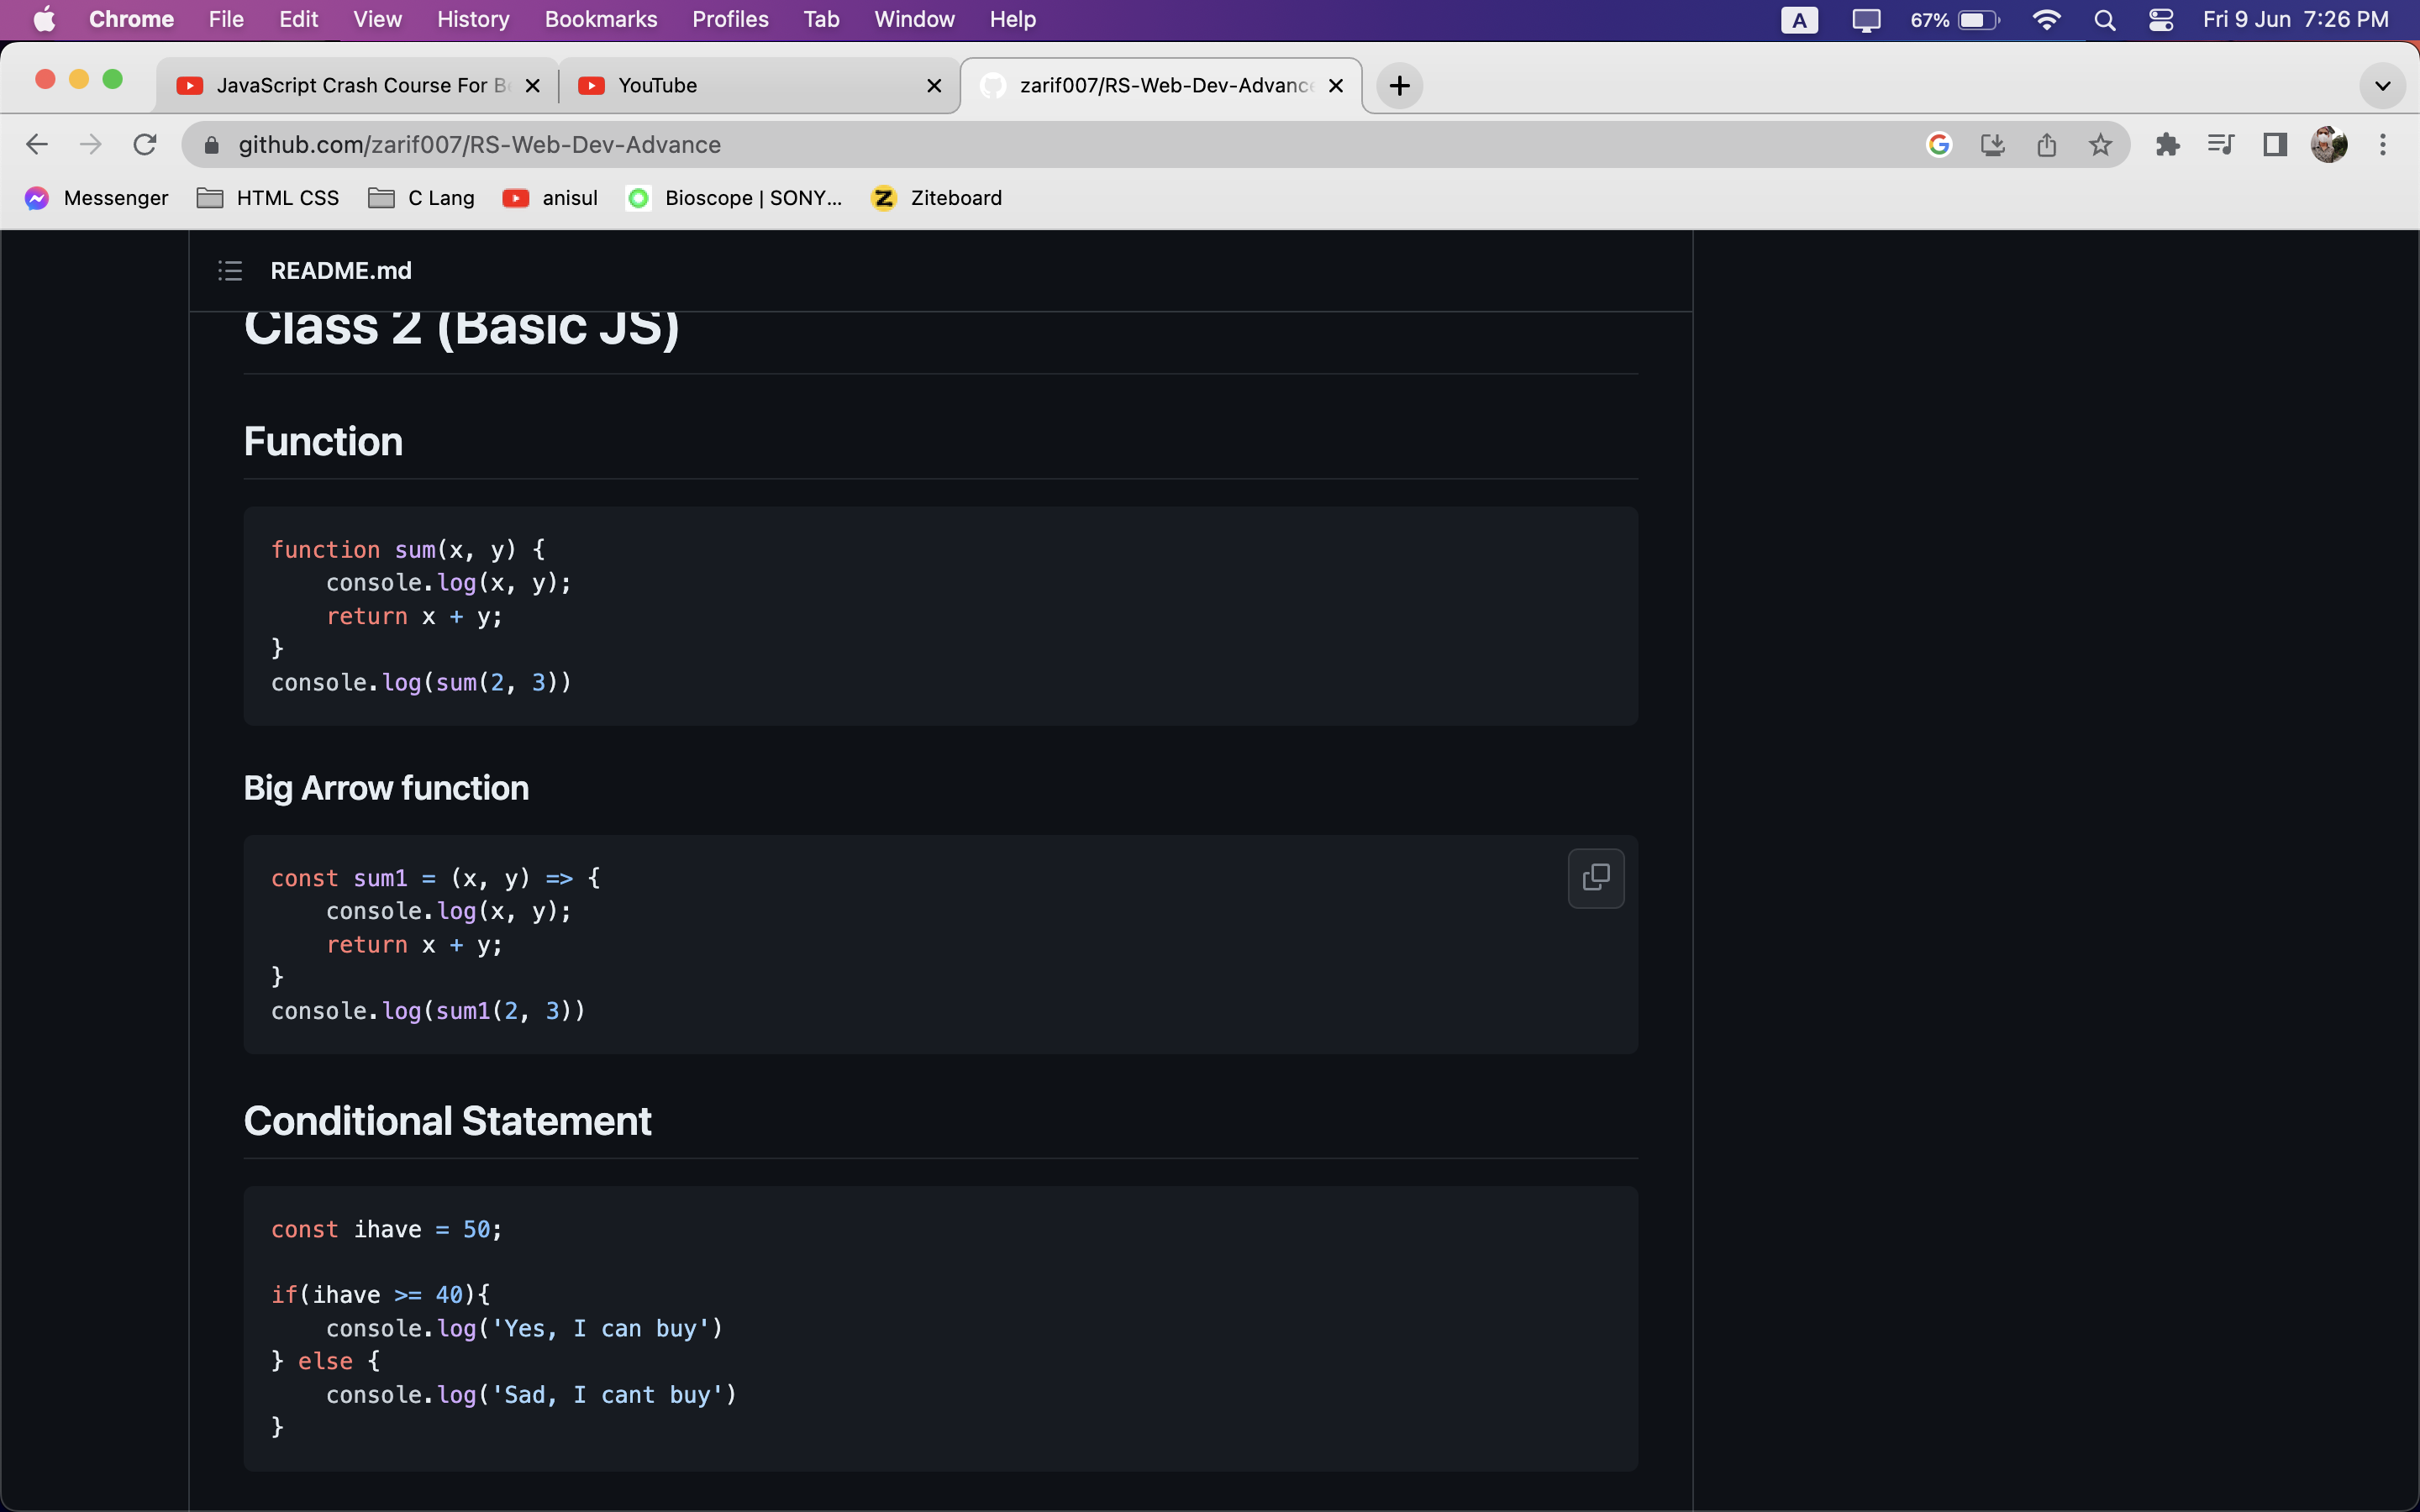 Chrome File Edit View History Bookmarks Profiles Tab Window Help A 67% Fri 9 Jun 7:26 PM
JavaScript Crash Course For Be YouTube zarif007/RS-Web-Dev-Advance
github.com/zarif007/RS-Web-Dev-Advance
Messenger HTML CSS C Lang anisul Bioscope | SONY... Ziteboard
README.md
Class 2 (Basic JS)
Function
function sum(x, y) {
    console.log(x, y);
    return x + y;
}
console.log(sum(2, 3))
Big Arrow function
const sum1 = (x, y) => {
    console.log(x, y);
    return x + y;
}
console.log(sum1(2, 3))
Conditional Statement
const ihave = 50;
if(ihave >= 40){
    console.log('Yes, I can buy')
} else {
    console.log('Sad, I cant buy')
}